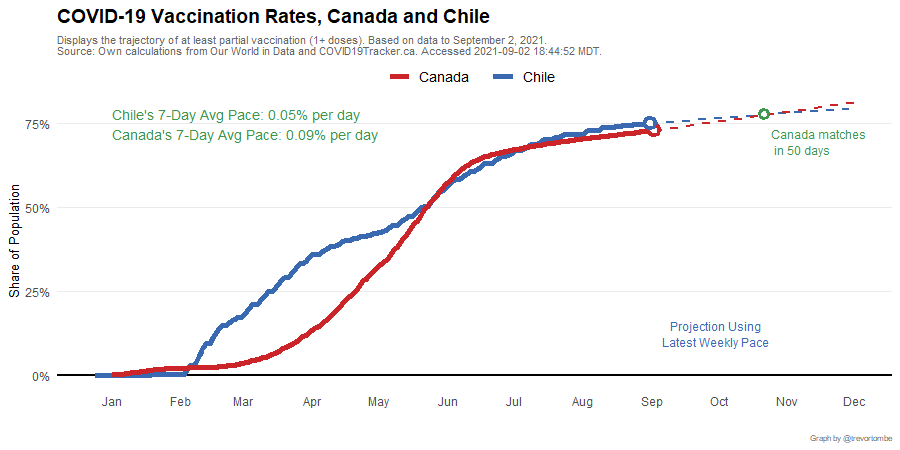 COVID-19 Vaccination Rates, Canada and Chile
Displays the trajectory of at least partial vaccination (1+ doses). Based on data to September 2, 2021.
Source: Own calculations from Our World in Data and COVID19Tracker.ca. Accessed 2021-09-02 18:44:52 MDT.
Canada Chile
Chile's 7-Day Avg Pace: 0.05% per day
Canada's 7-Day Avg Pace: 0.09% per day
Canada matches
in 50 days
75%
50%
25%
0%
Share of Population
Projection Using
Latest Weekly Pace
Jan Feb Mar Apr May Jun Jul Aug Sep Oct Nov Dec
Graph by @trevortombe